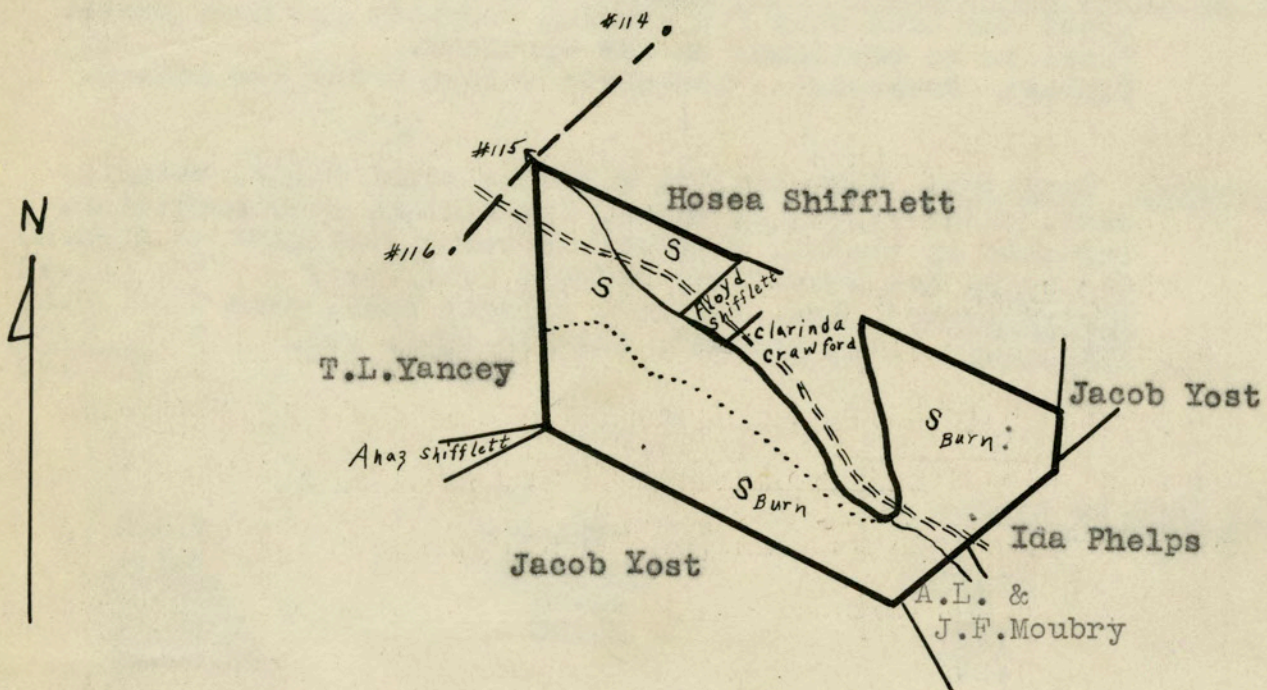 #114
#115
Hosea Shifflett
N
#116
S
S
Aloyd
Shifflett
Clarinda
Crawford
T.L.Yancey
Jacob Yost
S
Burn
Ahaz Shifflett
S
Burn
Ida Phelps
Jacob Yost
A.L. &
J.F.Moubry